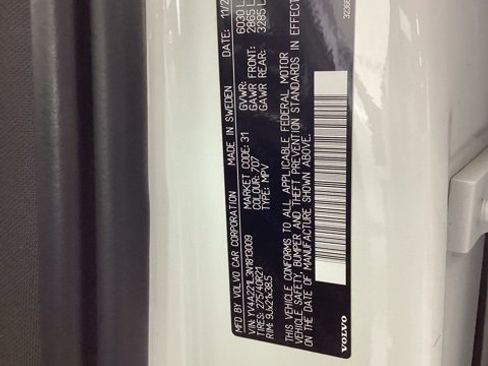 MFD BY VOLVO CAR CORPORATION MADE IN SWEDEN DATE: 11/2
VIN: YV4A221L3N1813009 MARKET CODE: 31 GVWR: 6030 L
TIRES: 275/40R21 COLOUR: 707 GAWR FRONT: 2865 L
RIM: 9Jx21x38.5 TYPE: MPV GAWR REAR: 3285 L
THIS VEHICLE CONFORMS TO ALL APPLICABLE FEDERAL MOTOR
VEHICLE SAFETY, BUMPER AND THEFT PREVENTION STANDARDS IN EFFECT
ON THE DATE OF MANUFACTURE SHOWN ABOVE.
VOLVO